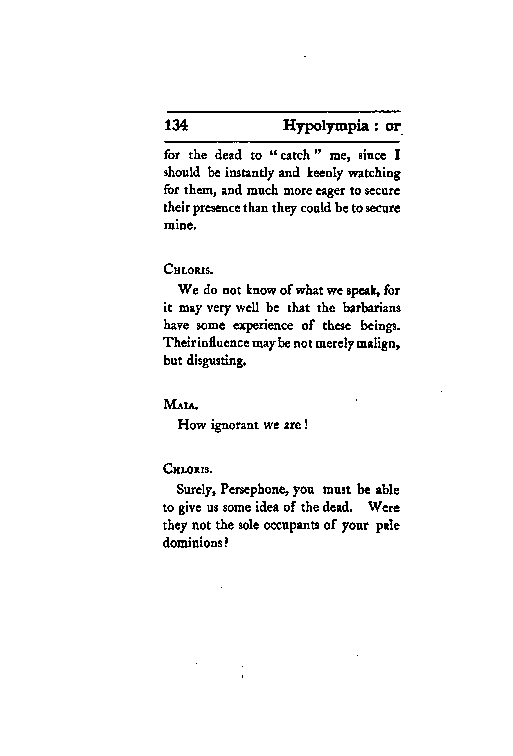 134 Hypolympia : or
for the dead to “ catch ” me, since I
should be instantly and keenly watching
for them, and much more eager to secure
their presence than they could be to secure
mine.
Chloris.
We do not know of what we speak, for
it may very well be that the barbarians
have some experience of these beings.
Their influence may be not merely malign,
but disgusting.
Maia.
How ignorant we are !
Chloris.
Surely, Persephone, you must be able
to give us some idea of the dead. Were
they not the sole occupants of your pale
dominions?